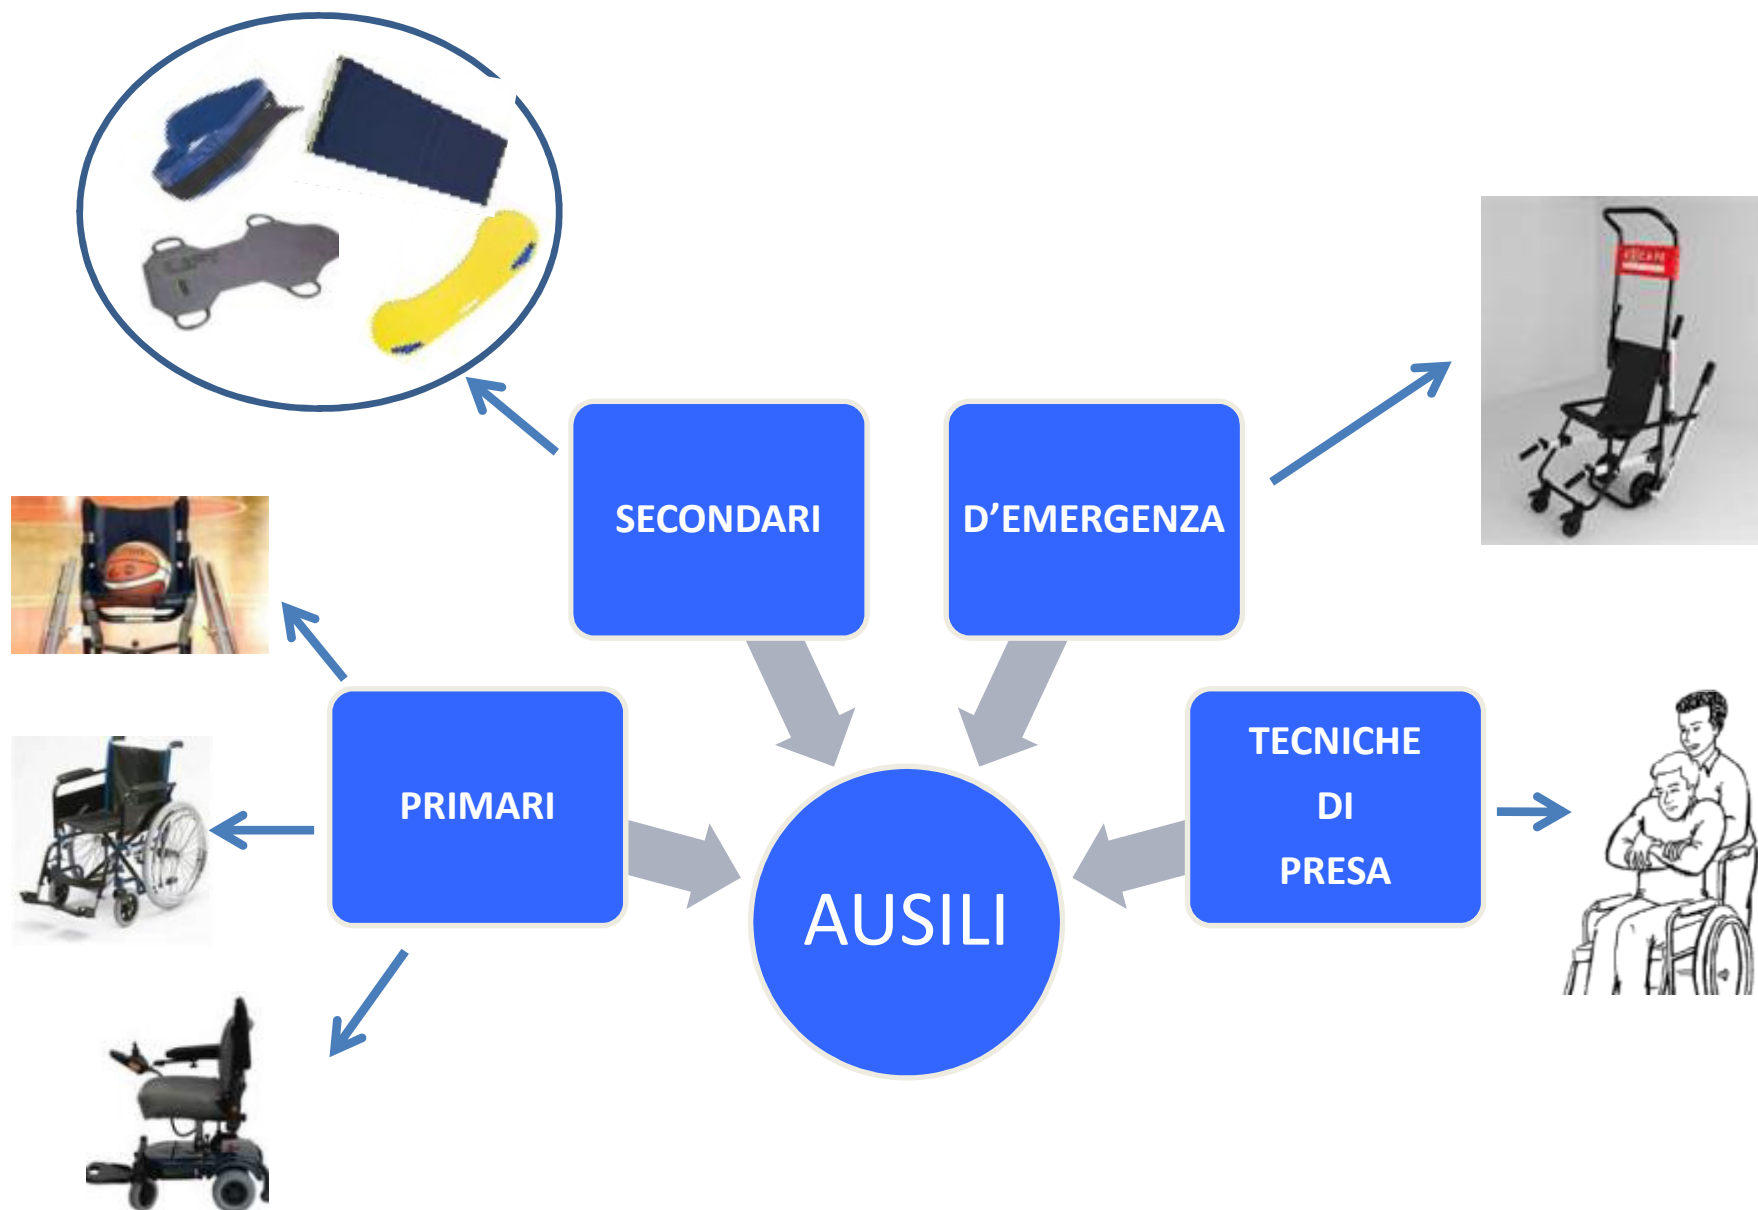 SECONDARI
D'EMERGENZA
PRIMARI
TECNICHE
DI
PRESA
AUSILI